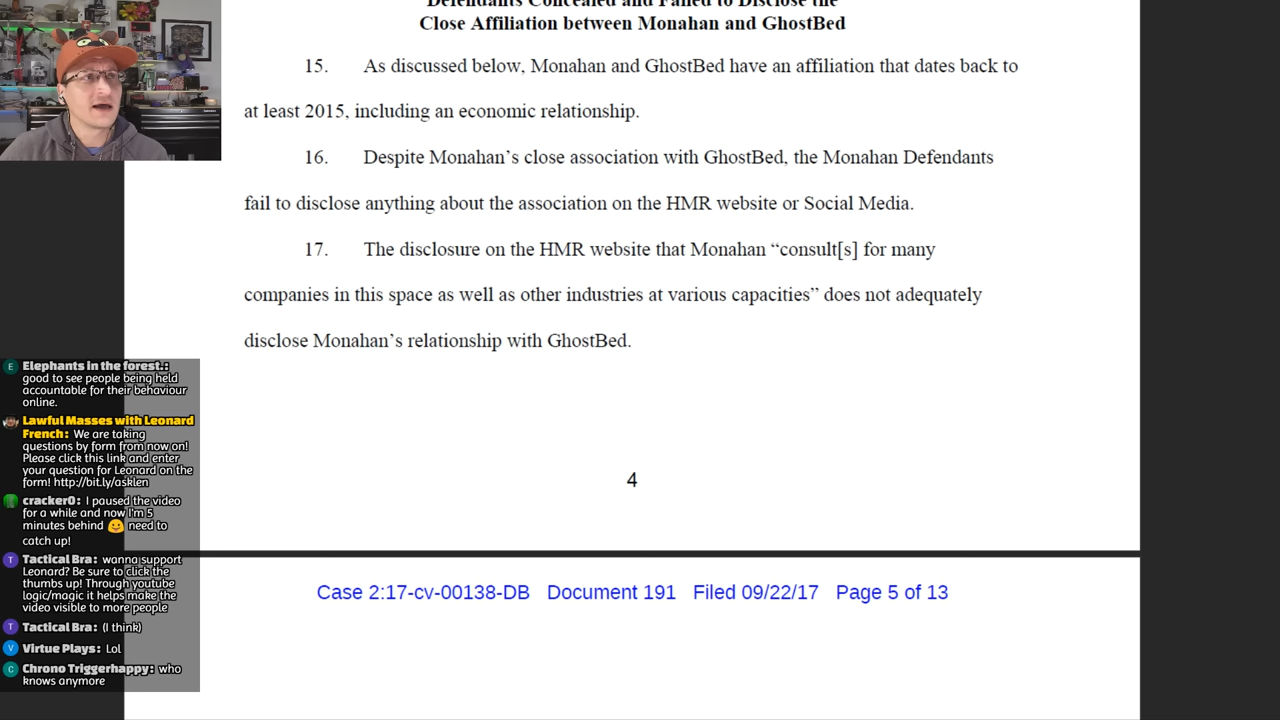 Defendants Concealed and Failed to Disclose the
Close Affiliation between Monahan and GhostBed
15. As discussed below, Monahan and GhostBed have an affiliation that dates back to
at least 2015, including an economic relationship.
16. Despite Monahan’s close association with GhostBed, the Monahan Defendants
fail to disclose anything about the association on the HMR website or Social Media.
17. The disclosure on the HMR website that Monahan “consult[s] for many
companies in this space as well as other industries at various capacities” does not adequately
disclose Monahan’s relationship with GhostBed.
4
Case 2:17-cv-00138-DB Document 191 Filed 09/22/17 Page 5 of 13
E
Elephants in the forest.:
good to see people being held
accountable for their behaviour
online.
Lawful Masses with Leonard
French: We are taking
questions by form from now on!
Please click this link and enter
your question for Leonard on the
form! http://bit.ly/asklen
cracker0: I paused the video
for a while and now I'm 5
minutes behind 😛 need to
catch up!
T
Tactical Bra: wanna support
Leonard? Be sure to click the
thumbs up! Through youtube
logic/magic it helps make the
video visible to more people
T
Tactical Bra: (I think)
V
Virtue Plays: Lol
C
Chrono Triggerhappy: who
knows anymore